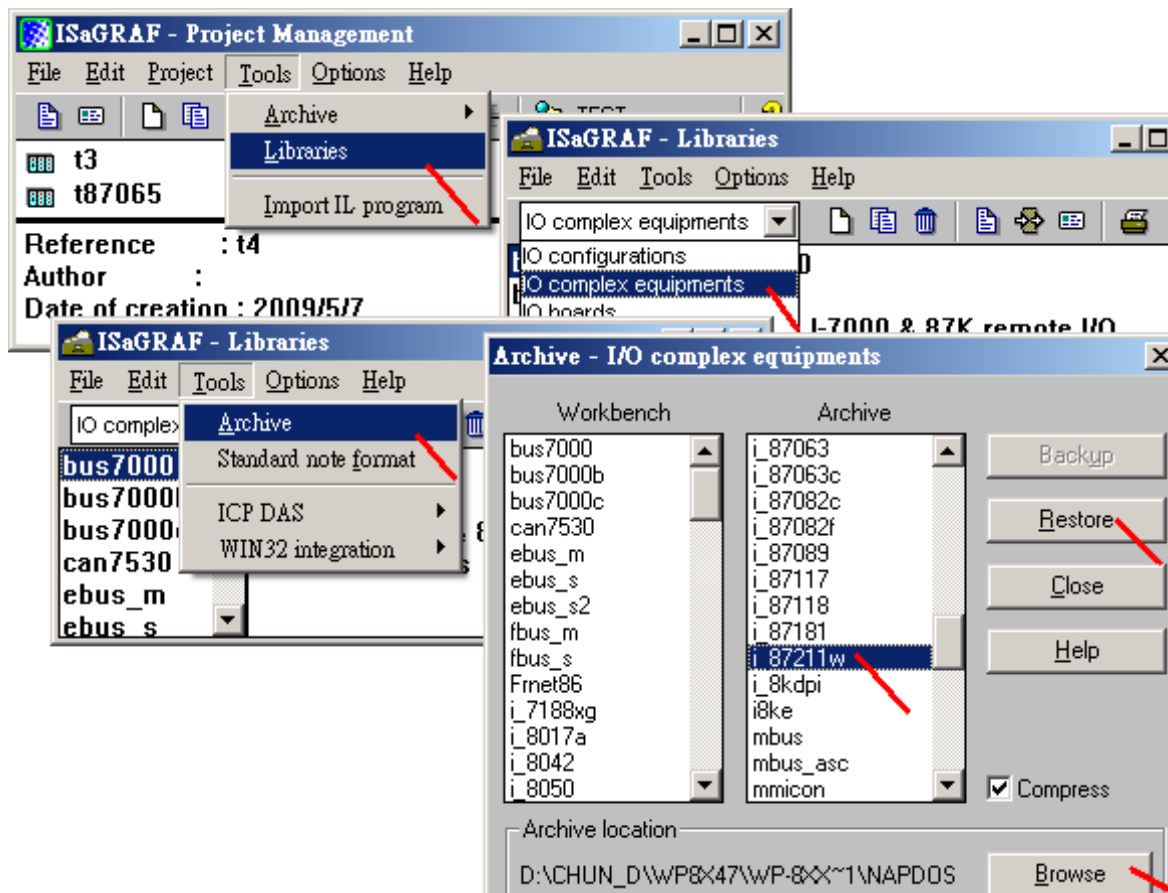 ISaGRAF - Project Management
File Edit Project Tools Options Help
Archive
Libraries
Import IL program
t3
t87065
Reference : t4
Author :
Date of creation : 2009/5/7
ISaGRAF - Libraries
File Edit Tools Options Help
IO complex equipments
IO configurations
IO complex equipments
IO boards
I-7000 & 87K remote I/O
ISaGRAF - Libraries
File Edit Tools Options Help
IO complex
Archive
Standard note format
ICP DAS
WIN32 integration
bus7000
bus7000b
bus7000c
can7530
ebus_m
ebus_s
Archive - I/O complex equipments
Workbench
bus7000
bus7000b
bus7000c
can7530
ebus_m
ebus_s
ebus_s2
fbus_m
fbus_s
Frnet86
i_7188xg
i_8017a
i_8042
i_8050
Archive
i_87063
i_87063c
i_87082c
i_87082f
i_87089
i_87117
i_87118
i_87181
i_87211w
i_8kdpi
i8ke
mbus
mbus_asc
mmicon
Backup
Restore
Close
Help
Compress
Archive location
D:\CHUN_D\WP8X47\WP-8XX~1\NAPDOS
Browse